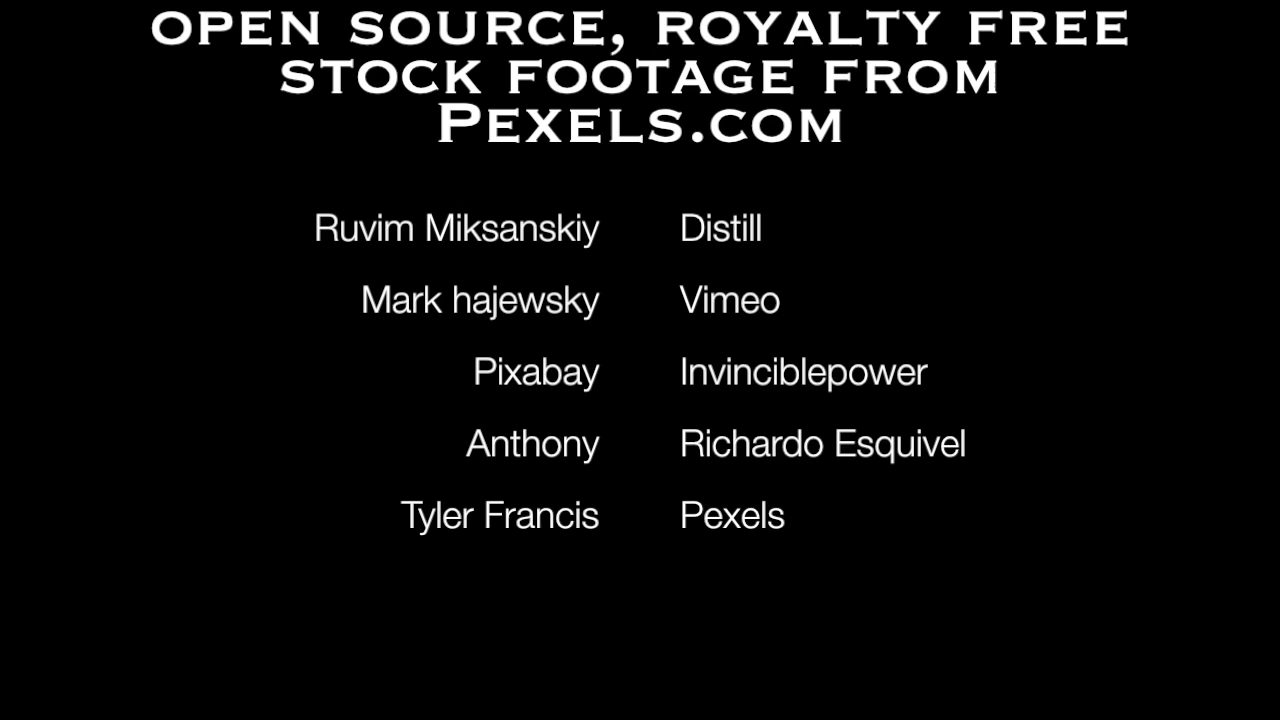 OPEN SOURCE, ROYALTY FREE
STOCK FOOTAGE FROM
PEXELS.COM
Ruvim Miksanskiy Distill
Mark hajewsky Vimeo
Pixabay Invinciblepower
Anthony Richardo Esquivel
Tyler Francis Pexels